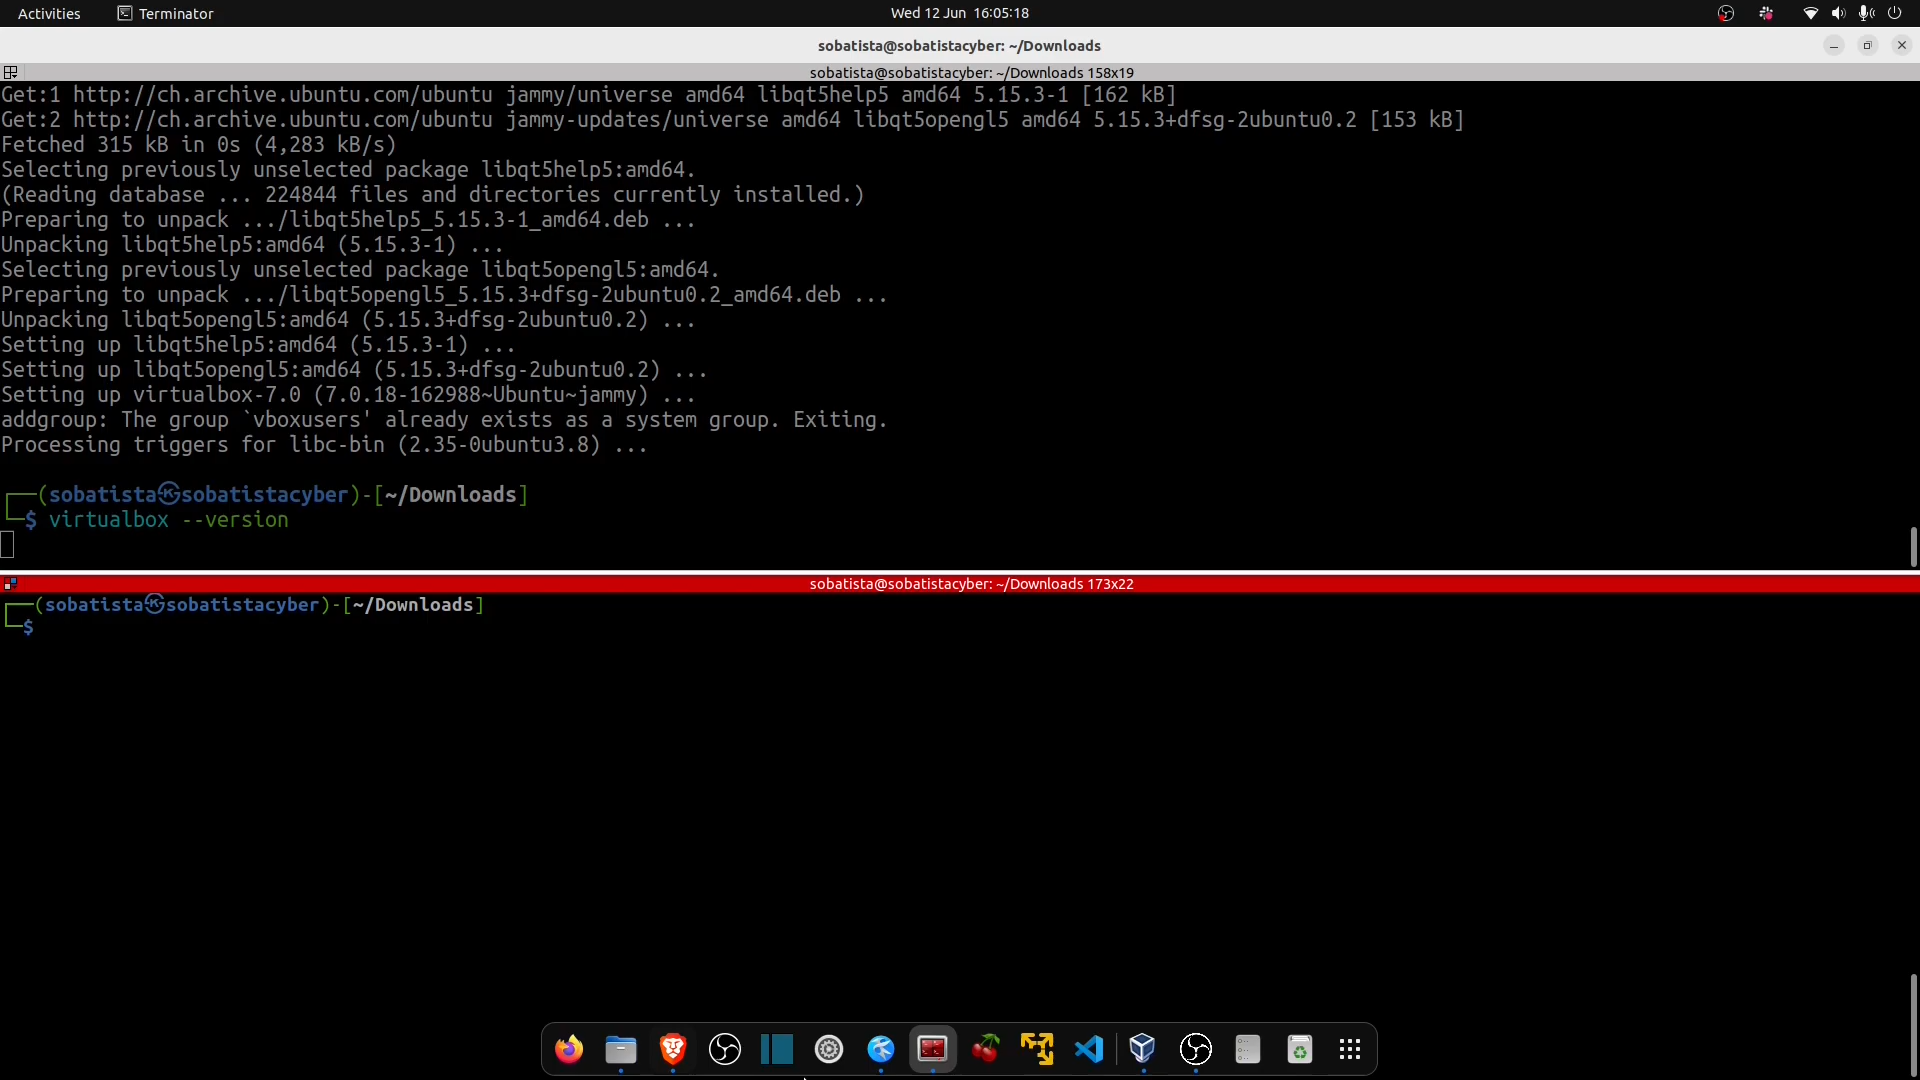 Activities
Terminator
Wed 12 Jun 16:05:18
sobatista@sobatistacyber: ~/Downloads
sobatista@sobatistacyber: ~/Downloads 158x19
Get:1 http://ch.archive.ubuntu.com/ubuntu jammy/universe amd64 libqt5help5 amd64 5.15.3-1 [162 kB]
Get:2 http://ch.archive.ubuntu.com/ubuntu jammy-updates/universe amd64 libqt5opengl5 amd64 5.15.3+dfsg-2ubuntu0.2 [153 kB]
Fetched 315 kB in 0s (4,283 kB/s)
Selecting previously unselected package libqt5help5:amd64.
(Reading database ... 224844 files and directories currently installed.)
Preparing to unpack .../libqt5help5_5.15.3-1_amd64.deb ...
Unpacking libqt5help5:amd64 (5.15.3-1) ...
Selecting previously unselected package libqt5opengl5:amd64.
Preparing to unpack .../libqt5opengl5_5.15.3+dfsg-2ubuntu0.2_amd64.deb ...
Unpacking libqt5opengl5:amd64 (5.15.3+dfsg-2ubuntu0.2) ...
Setting up libqt5help5:amd64 (5.15.3-1) ...
Setting up libqt5opengl5:amd64 (5.15.3+dfsg-2ubuntu0.2) ...
Setting up virtualbox-7.0 (7.0.18-162988~Ubuntu~jammy) ...
addgroup: The group `vboxusers' already exists as a system group. Exiting.
Processing triggers for libc-bin (2.35-0ubuntu3.8) ...
┌──(sobatista㉿sobatistacyber)-[~/Downloads]
└─$ virtualbox --version
sobatista@sobatistacyber: ~/Downloads 173x22
┌──(sobatista㉿sobatistacyber)-[~/Downloads]
└─$